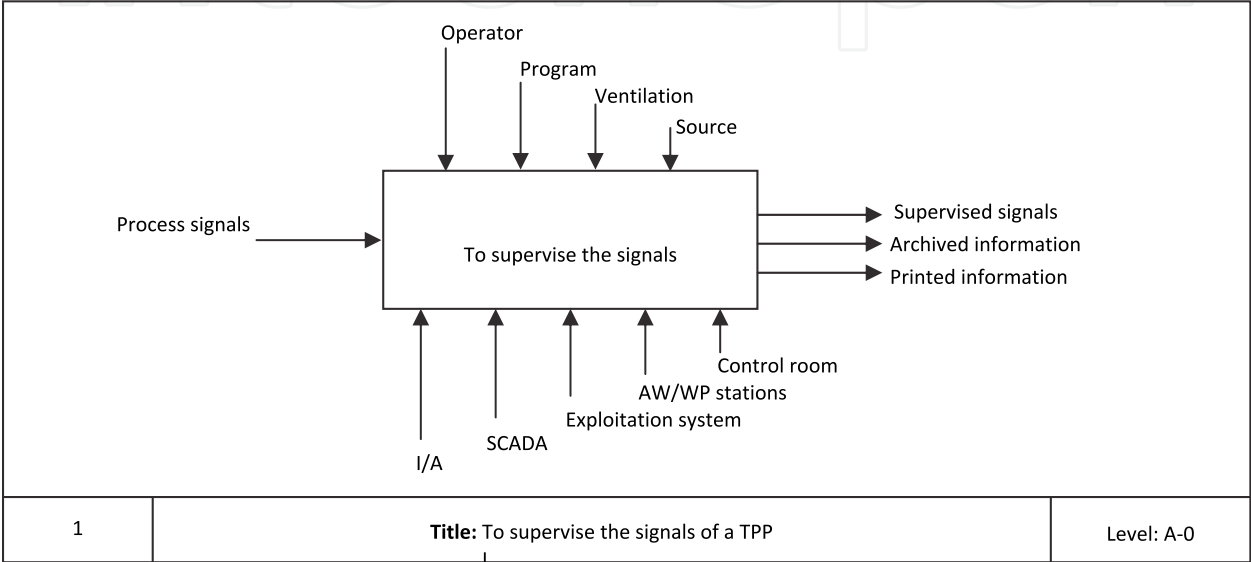 Operator
Program
Ventilation
Source
Process signals
To supervise the signals
Supervised signals
Archived information
Printed information
Control room
AW/WP stations
Exploitation system
SCADA
I/A
1
Title: To supervise the signals of a TPP
Level: A-0